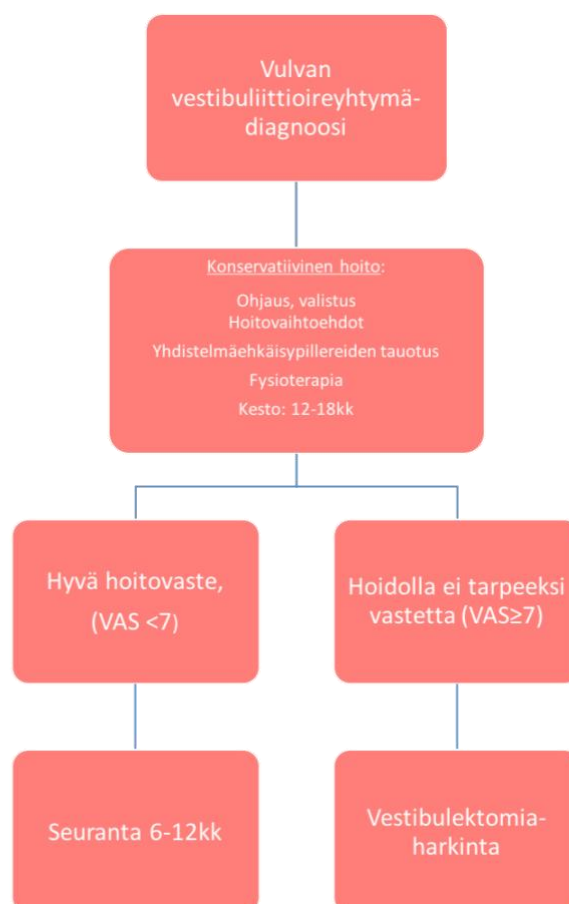 Vulvan
vestibuliittioireyhtymä-
diagnoosi
Konservatiivinen hoito:
Ohjaus, valistus
Hoitovaihtoehdot
Yhdistelmäehkäisypillereiden tauotus
Fysioterapia
Kesto: 12-18kk
Hyvä hoitovaste,
(VAS <7)
Hoidolla ei tarpeeksi
vastetta (VAS≥7)
Seuranta 6-12kk
Vestibulektomia-
harkinta